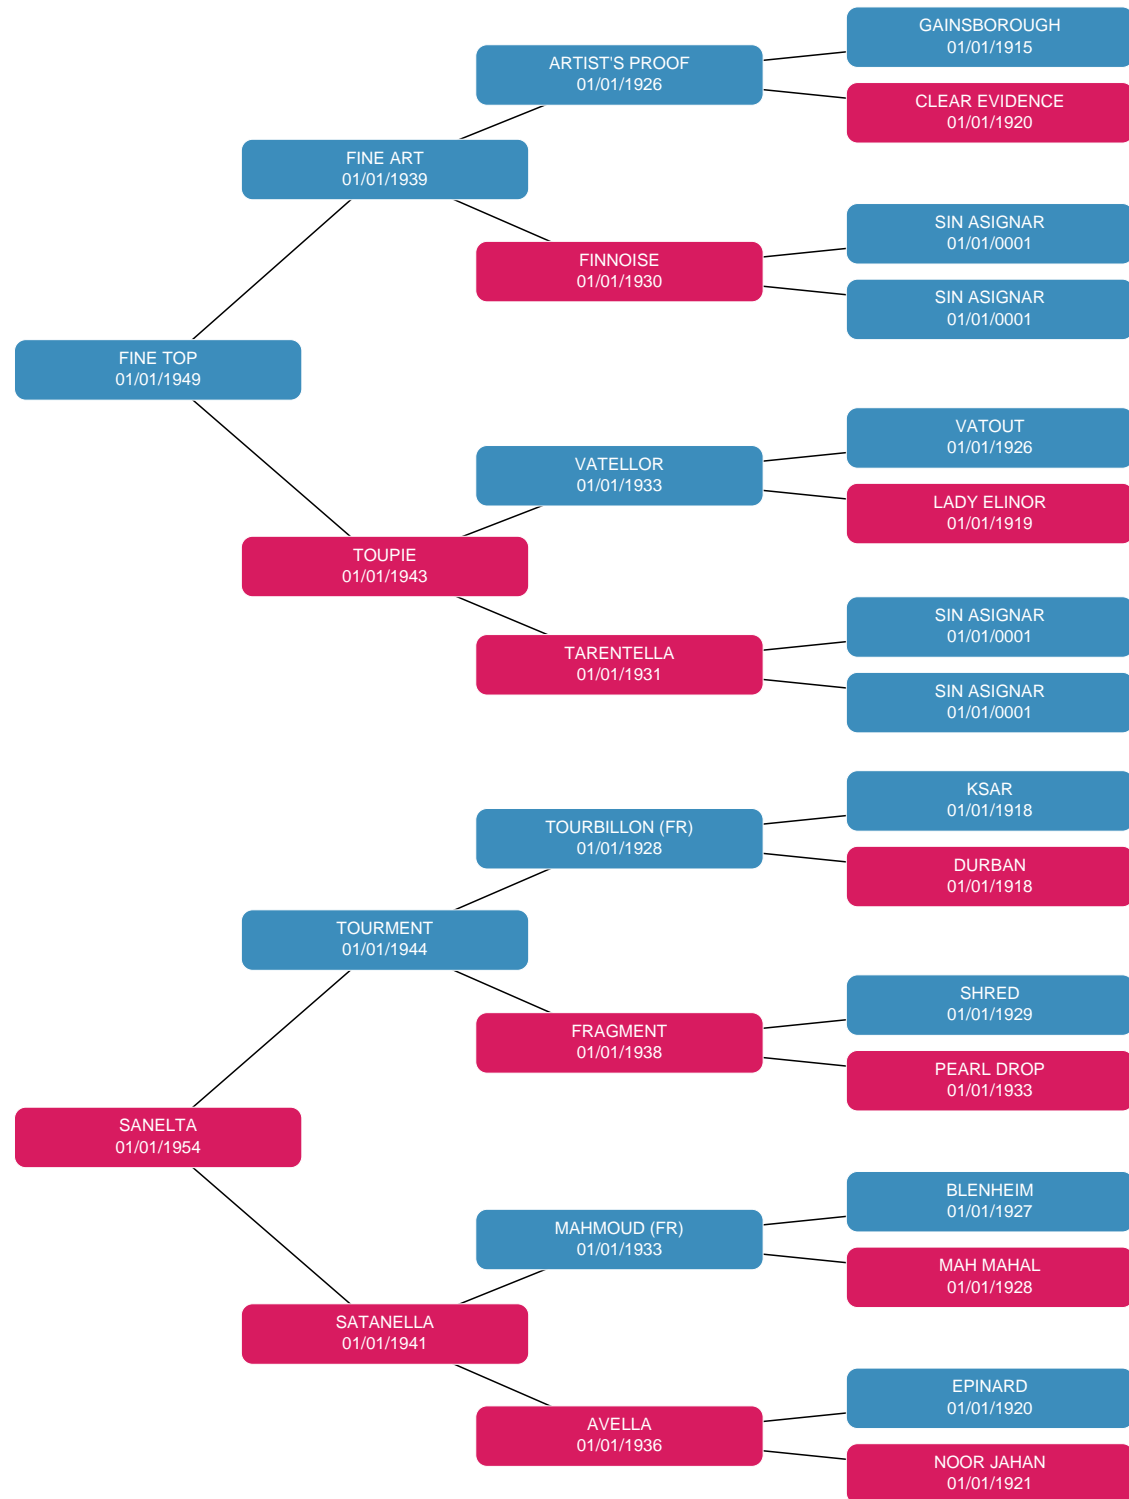 GAINSBOROUGH
01/01/1915
ARTIST'S PROOF
01/01/1926
CLEAR EVIDENCE
01/01/1920
FINE ART
01/01/1939
SIN ASIGNAR
01/01/0001
FINNOISE
01/01/1930
SIN ASIGNAR
01/01/0001
FINE TOP
01/01/1949
VATOUT
01/01/1926
VATELLOR
01/01/1933
LADY ELINOR
01/01/1919
TOUPIE
01/01/1943
SIN ASIGNAR
01/01/0001
TARENTELLA
01/01/1931
SIN ASIGNAR
01/01/0001
KSAR
01/01/1918
TOURBILLON (FR)
01/01/1928
DURBAN
01/01/1918
TOURMENT
01/01/1944
SHRED
01/01/1929
FRAGMENT
01/01/1938
PEARL DROP
01/01/1933
SANELTA
01/01/1954
BLENHEIM
01/01/1927
MAHMOUD (FR)
01/01/1933
MAH MAHAL
01/01/1928
SATANELLA
01/01/1941
EPINARD
01/01/1920
AVELLA
01/01/1936
NOOR JAHAN
01/01/1921